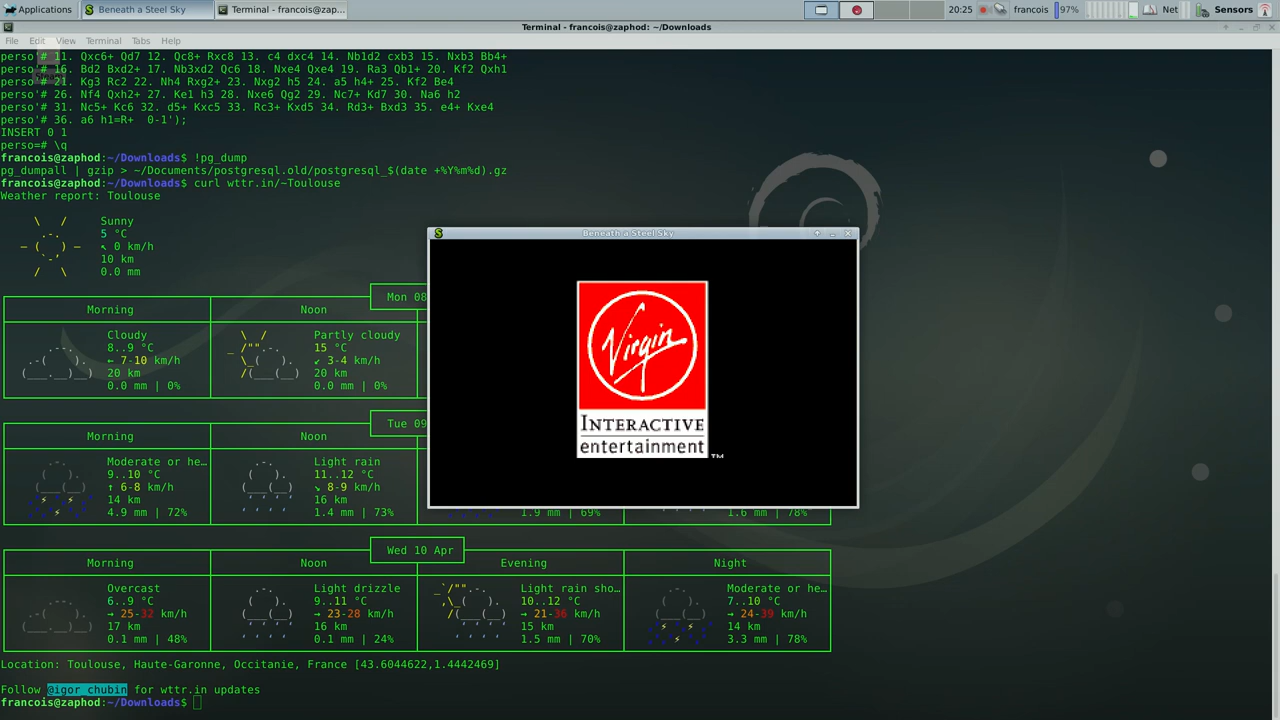 Applications Beneath a Steel Sky Terminal - francois@zap... 20:25 francois 97% Net Sensors
Terminal - francois@zaphod: ~/Downloads
File Edit View Terminal Tabs Help
perso'# 11. Qxc6+ Qd7 12. Qc8+ Rxc8 13. c4 dxc4 14. Nb1d2 cxb3 15. Nxb3 Bb4+
perso'# 16. Bd2 Bxd2+ 17. Nb3xd2 Qc6 18. Nxe4 Qxe4 19. Ra3 Qb1+ 20. Kf2 Qxh1
perso'# 21. Kg3 Rc2 22. Nh4 Rxg2+ 23. Nxg2 h5 24. a5 h4+ 25. Kf2 Be4
perso'# 26. Nf4 Qxh2+ 27. Ke1 h3 28. Nxe6 Qg2 29. Nc7+ Kd7 30. Na6 h2
perso'# 31. Nc5+ Kc6 32. d5+ Kxc5 33. Rc3+ Kxd5 34. Rd3+ Bxd3 35. e4+ Kxe4
perso'# 36. a6 h1=R+  0-1');
INSERT 0 1
perso=# \q
francois@zaphod:~/Downloads$ !pg_dump
pg_dumpall | gzip > ~/Documents/postgresql.old/postgresql_$(date +%Y%m%d).gz
francois@zaphod:~/Downloads$ curl wttr.in/~Toulouse
Weather report: Toulouse
Sunny
5 °C
↖ 0 km/h
10 km
0.0 mm
Beneath a Steel Sky
Virgin
INTERACTIVE
entertainment
TM
Mon 08
Morning Noon
Cloudy Partly cloudy
8..9 °C 15 °C
← 7-10 km/h ↙ 3-4 km/h
20 km 20 km
0.0 mm | 0% 0.0 mm | 0%
Tue 09
Morning Noon
Moderate or he… Light rain
9..10 °C 11..12 °C
↑ 6-8 km/h ↘ 8-9 km/h
14 km 16 km
4.9 mm | 72% 1.4 mm | 73% 1.9 mm | 69% 1.6 mm | 78%
Wed 10 Apr
Morning Noon Evening Night
Overcast Light drizzle Light rain sho… Moderate or he…
6..9 °C 9..11 °C 10..12 °C 7..10 °C
→ 25-32 km/h → 23-28 km/h → 21-36 km/h → 24-39 km/h
17 km 16 km 15 km 14 km
0.1 mm | 48% 0.1 mm | 24% 1.5 mm | 70% 3.3 mm | 78%
Location: Toulouse, Haute-Garonne, Occitanie, France [43.6044622,1.4442469]
Follow @igor_chubin for wttr.in updates
francois@zaphod:~/Downloads$